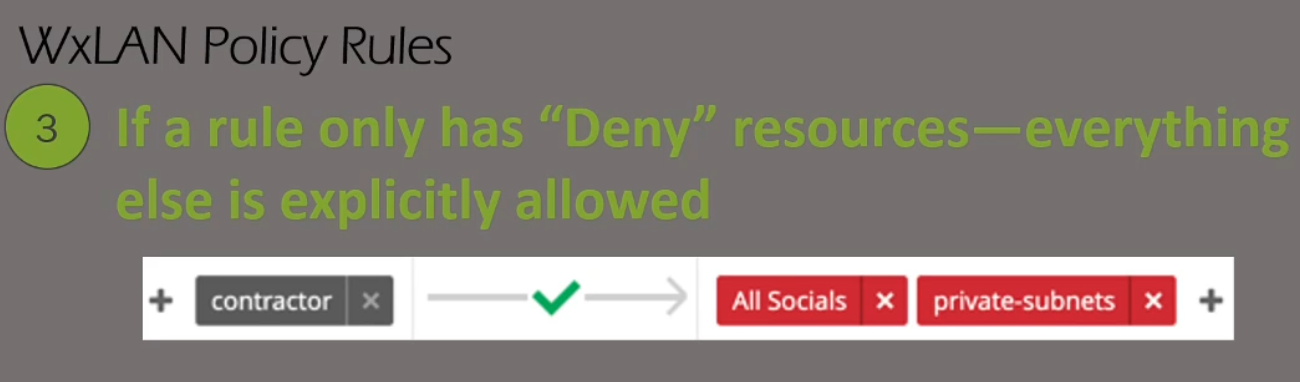 WxLAN Policy Rules
3 If a rule only has “Deny” resources—everything
else is explicitly allowed
+ contractor × All Socials × private-subnets × +